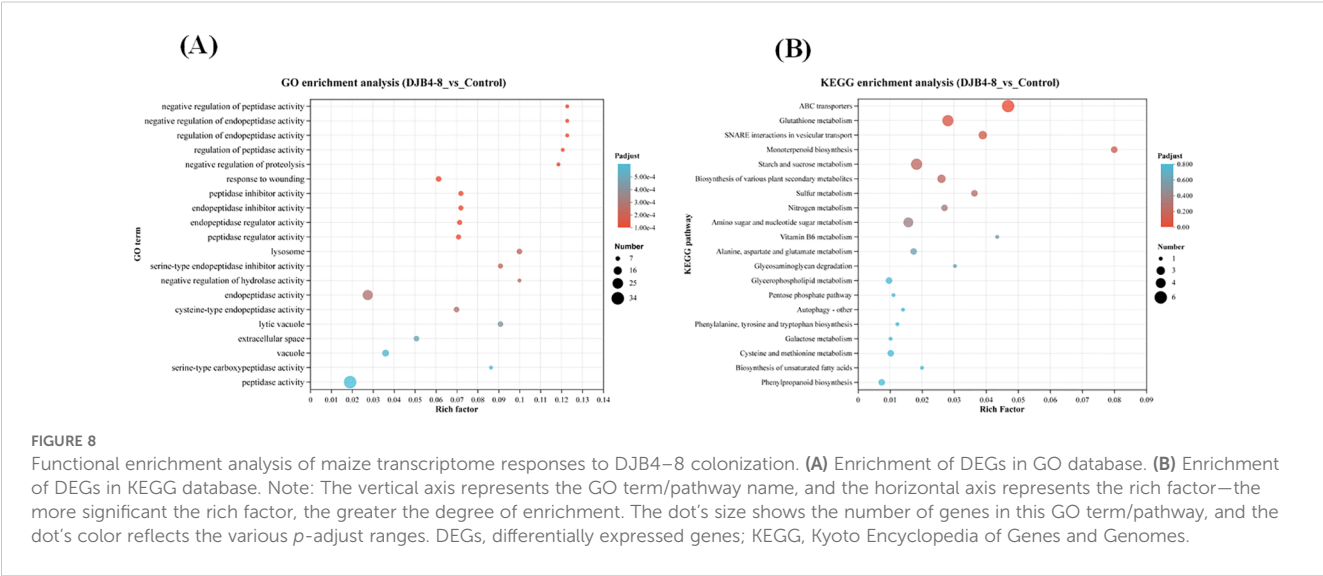 (A)
GO enrichment analysis (DJB4-8_vs_Control)
GO term
negative regulation of peptidase activity
negative regulation of endopeptidase activity
regulation of endopeptidase activity
regulation of peptidase activity
negative regulation of proteolysis
response to wounding
peptidase inhibitor activity
endopeptidase inhibitor activity
endopeptidase regulator activity
peptidase regulator activity
lysosome
serine-type endopeptidase inhibitor activity
negative regulation of hydrolase activity
endopeptidase activity
cysteine-type endopeptidase activity
lytic vacuole
extracellular space
vacuole
serine-type carboxypeptidase activity
peptidase activity
0 0.01 0.02 0.03 0.04 0.05 0.06 0.07 0.08 0.09 0.1 0.11 0.12 0.13 0.14
Rich factor
Padjust
5.00e-4
4.00e-4
3.00e-4
2.00e-4
1.00e-4
Number
7
16
25
34
(B)
KEGG enrichment analysis (DJB4-8_vs_Control)
KEGG pathway
ABC transporters
Glutathione metabolism
SNARE interactions in vesicular transport
Monoterpenoid biosynthesis
Starch and sucrose metabolism
Biosynthesis of various plant secondary metabolites
Sulfur metabolism
Nitrogen metabolism
Amino sugar and nucleotide sugar metabolism
Vitamin B6 metabolism
Alanine, aspartate and glutamate metabolism
Glycosaminoglycan degradation
Glycerophospholipid metabolism
Pentose phosphate pathway
Autophagy - other
Phenylalanine, tyrosine and tryptophan biosynthesis
Galactose metabolism
Cysteine and methionine metabolism
Biosynthesis of unsaturated fatty acids
Phenylpropanoid biosynthesis
0 0.01 0.02 0.03 0.04 0.05 0.06 0.07 0.08 0.09
Rich Factor
Padjust
0.800
0.600
0.400
0.200
0.00
Number
1
3
4
6
FIGURE 8
Functional enrichment analysis of maize transcriptome responses to DJB4–8 colonization. (A) Enrichment of DEGs in GO database. (B) Enrichment
of DEGs in KEGG database. Note: The vertical axis represents the GO term/pathway name, and the horizontal axis represents the rich factor—the
more significant the rich factor, the greater the degree of enrichment. The dot's size shows the number of genes in this GO term/pathway, and the
dot's color reflects the various p-adjust ranges. DEGs, differentially expressed genes; KEGG, Kyoto Encyclopedia of Genes and Genomes.